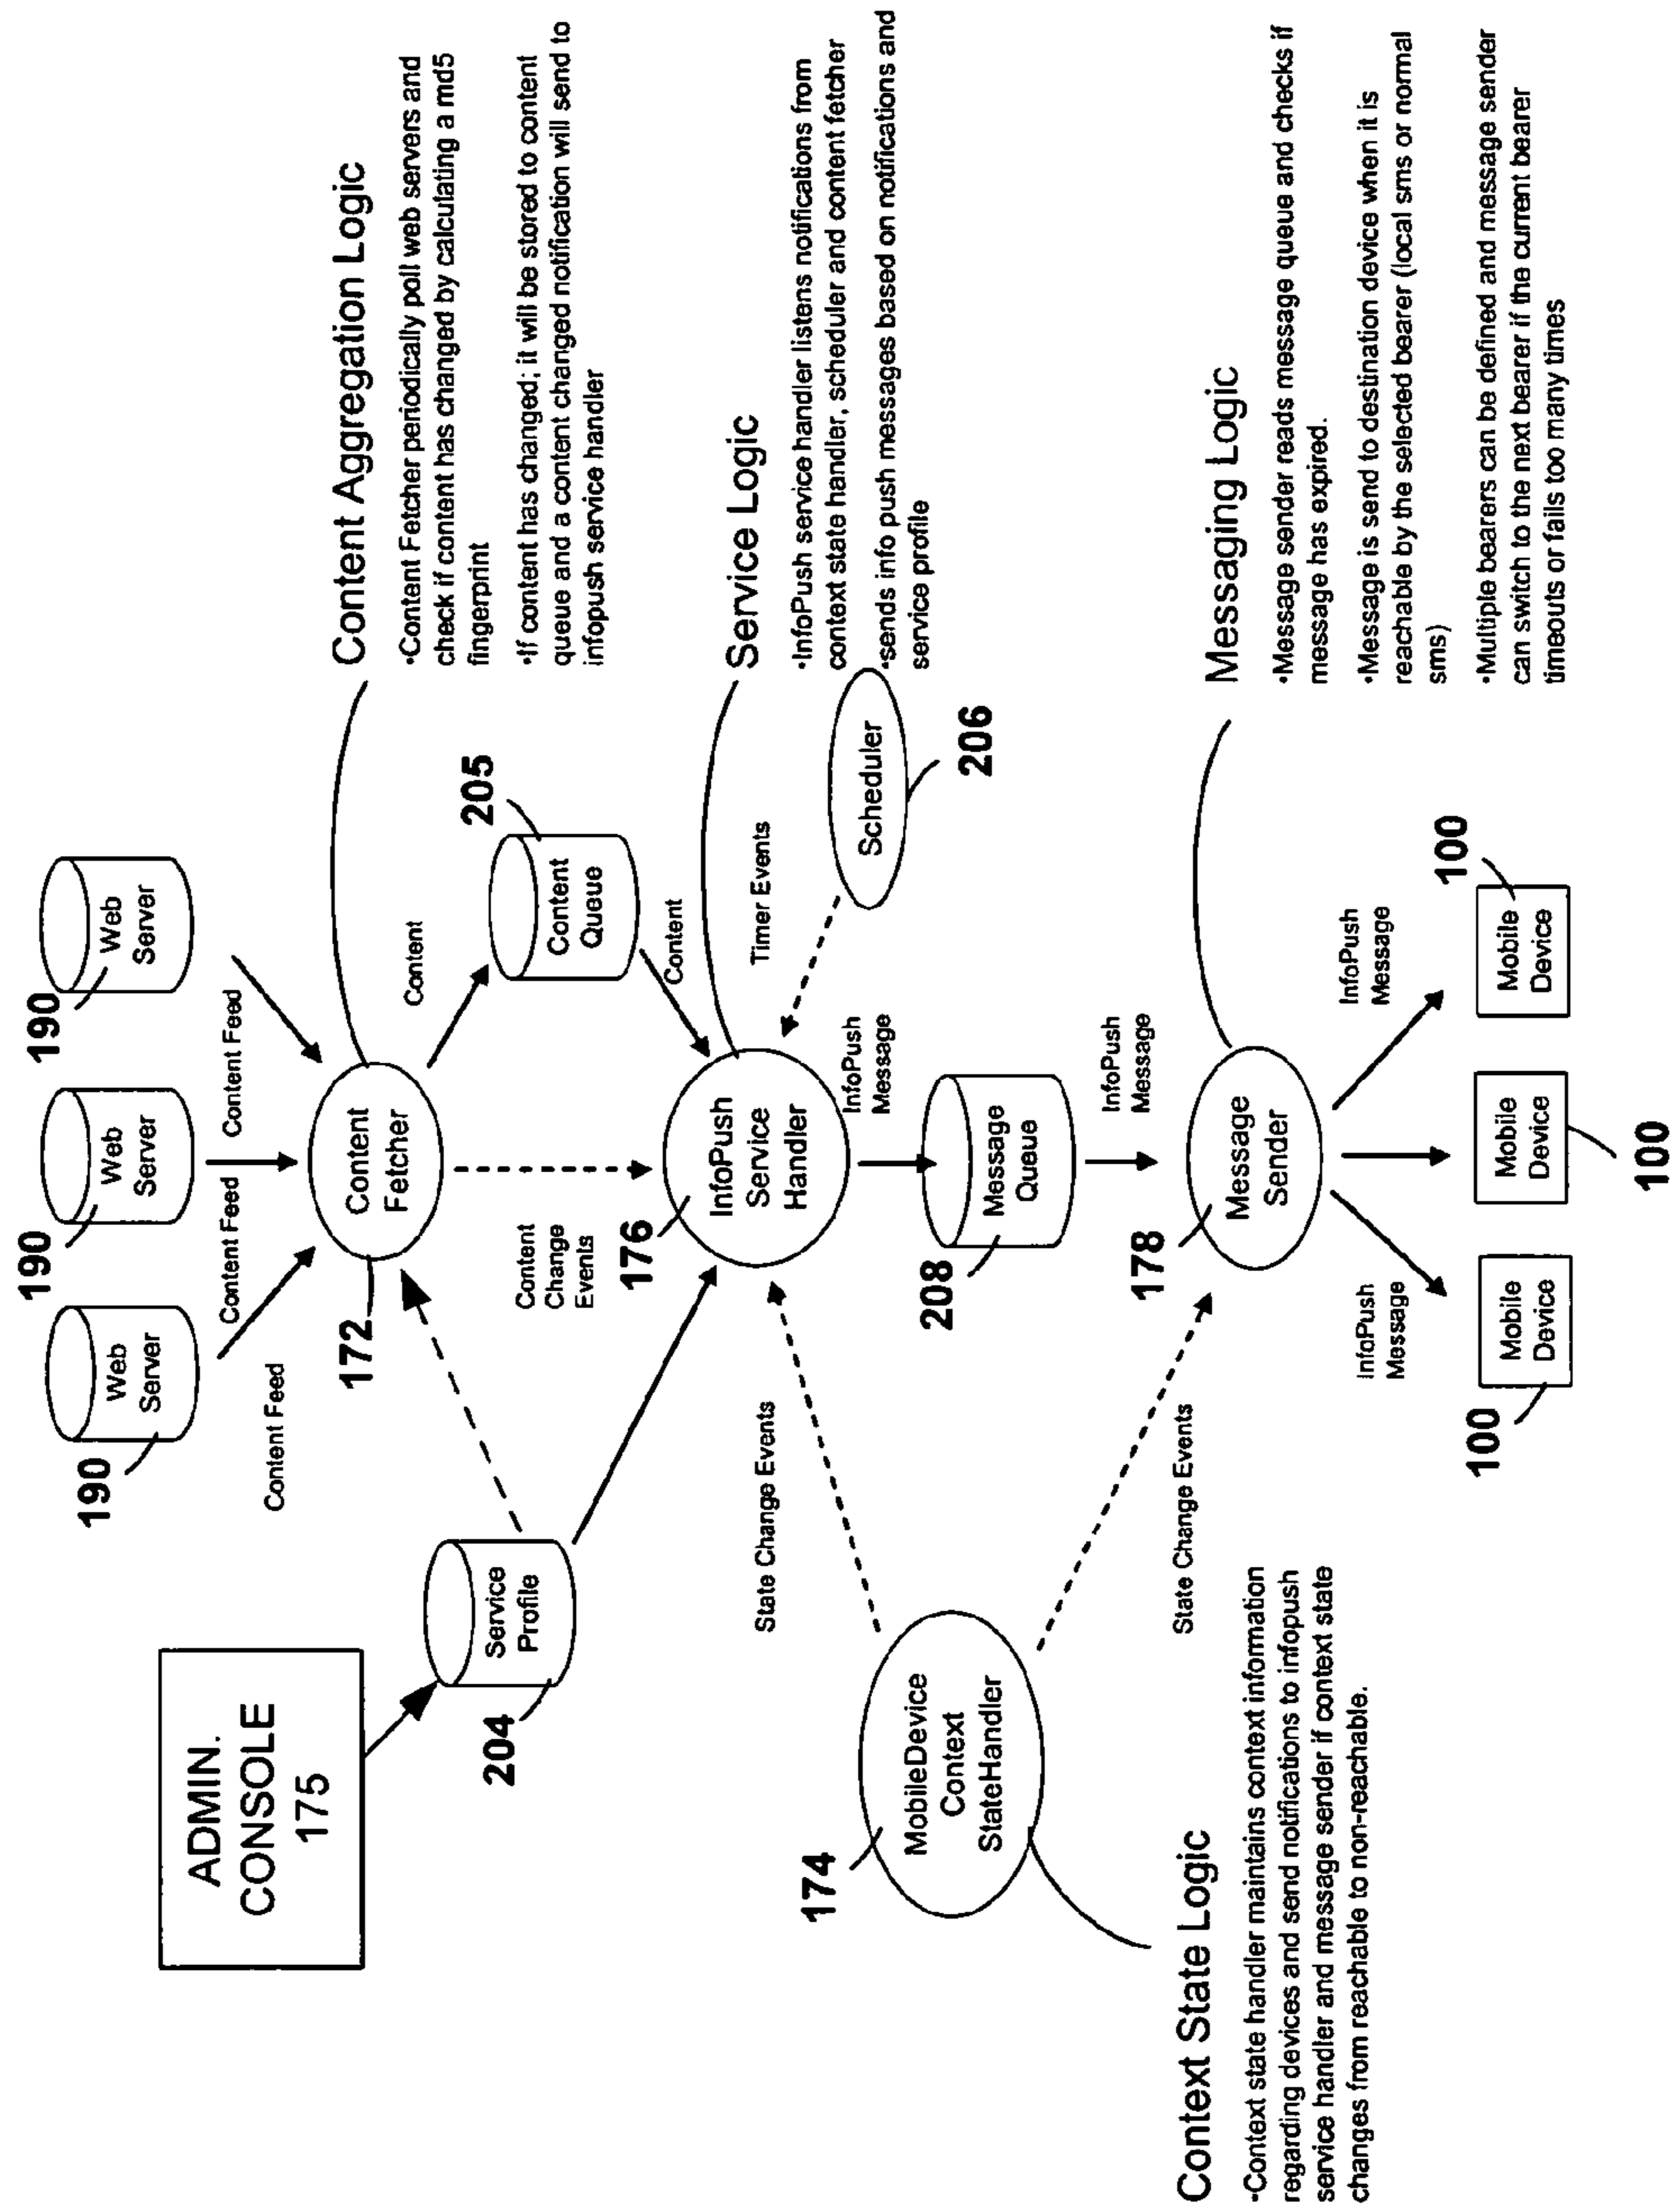 ADMIN.
CONSOLE
175
190
Web
Server
190
Web
Server
190
Web
Server
Content Feed
Content Feed
Content Feed
Service
Profile
204
172
Content
Fetcher
Content
205
Content
Queue
Content
Content
Change
Events
176
InfoPush
Service
Handler
Timer Events
Scheduler
206
State Change Events
InfoPush
Message
174
MobileDevice
Context
StateHandler
208
Message
Queue
InfoPush
Message
State Change Events
178
Message
Sender
InfoPush
Message
InfoPush
Message
Mobile
Device
100
Mobile
Device
100
Mobile
Device
100
Content Aggregation Logic
•Content Fetcher periodically poll web servers and
check if content has changed by calculating a md5
fingerprint
•If content has changed; it will be stored to content
queue and a content changed notification will send to
infopush service handler
Service Logic
•InfoPush service handler listens notifications from
context state handler, scheduler and content fetcher
•sends info push messages based on notifications and
service profile
Messaging Logic
•Message sender reads message queue and checks if
message has expired.
•Message is send to destination device when it is
reachable by the selected bearer (local sms or normal
sms)
•Multiple bearers can be defined and message sender
can switch to the next bearer if the current bearer
timeouts or fails too many times
Context State Logic
•Context state handler maintains context information
regarding devices and send notifications to infopush
service handler and message sender if context state
changes from reachable to non-reachable.